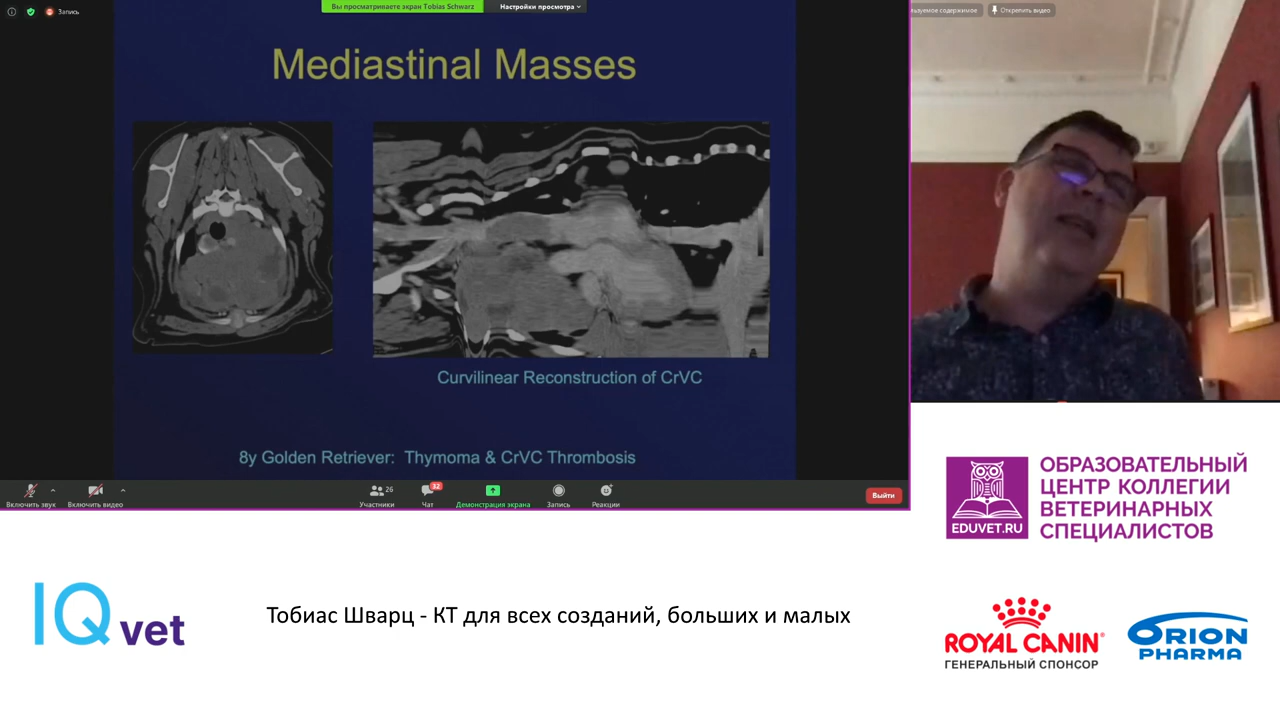 Запись
Вы просматриваете экран Tobias Schwarz
Настройки просмотра
Открепить видео
Mediastinal Masses
Curvilinear Reconstruction of CrVC
8y Golden Retriever: Thymoma & CrVC Thrombosis
Включить звук
Включить видео
26
Участники
32
Чат
Демонстрация экрана
Запись
Реакции
Выйти
EDUVET.RU
ОБРАЗОВАТЕЛЬНЫЙ
ЦЕНТР КОЛЛЕГИИ
ВЕТЕРИНАРНЫХ
СПЕЦИАЛИСТОВ
IQ vet
Тобиас Шварц - КТ для всех созданий, больших и малых
ROYAL CANIN®
ГЕНЕРАЛЬНЫЙ СПОНСОР
ORION
PHARMA